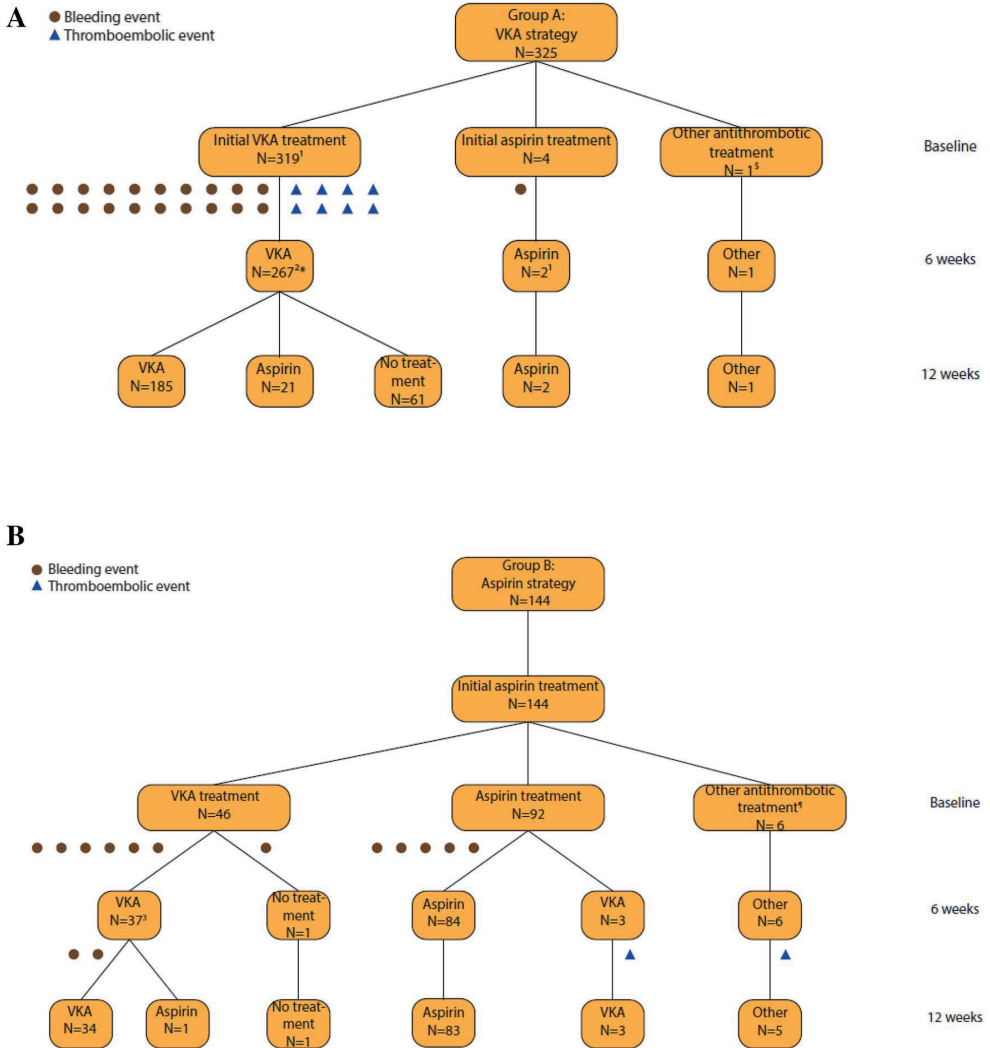 A
Bleeding event
Thromboembolic event
Group A:
VKA strategy
N=325
Initial VKA treatment
N=319¹
Initial aspirin treatment
N=4
Other antithrombotic
treatment
N= 1$
Baseline
VKA
N=267²*
Aspirin
N=2¹
Other
N=1
6 weeks
VKA
N=185
Aspirin
N=21
No treat-
ment
N=61
Aspirin
N=2
Other
N=1
12 weeks
B
Bleeding event
Thromboembolic event
Group B:
Aspirin strategy
N=144
Initial aspirin treatment
N=144
VKA treatment
N=46
Aspirin treatment
N=92
Other antithrombotic
treatment¶
N= 6
Baseline
VKA
N=37³
No treat-
ment
N=1
Aspirin
N=84
VKA
N=3
Other
N=6
6 weeks
VKA
N=34
Aspirin
N=1
No treat-
ment
N=1
Aspirin
N=83
VKA
N=3
Other
N=5
12 weeks